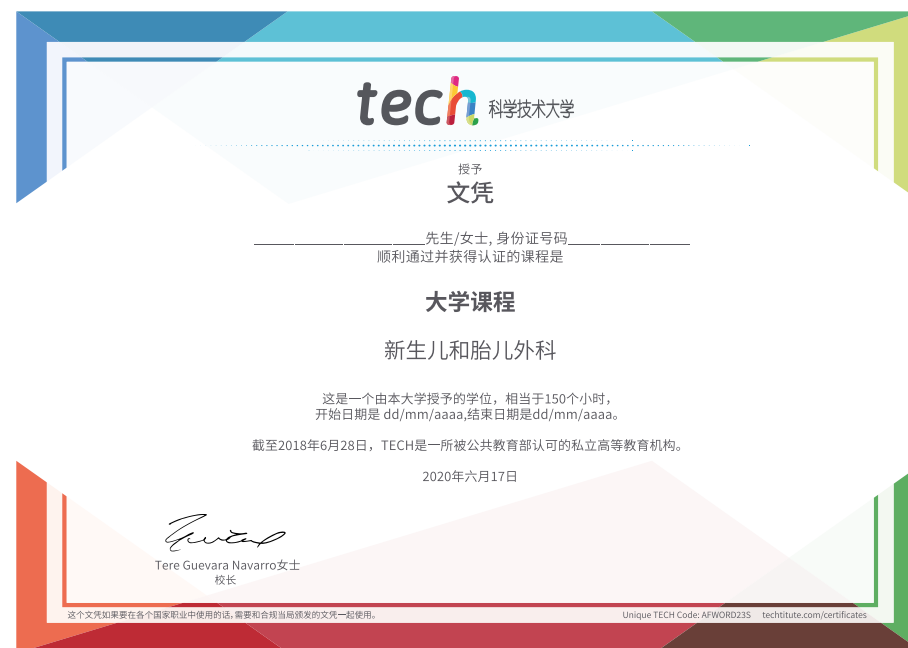 tech 科学技术大学
授予
文凭
____________________先生/女士, 身份证号码_______________
顺利通过并获得认证的课程是
大学课程
新生儿和胎儿外科
这是一个由本大学授予的学位，相当于150个小时，
开始日期是 dd/mm/aaaa,结束日期是dd/mm/aaaa。
截至2018年6月28日，TECH是一所被公共教育部认可的私立高等教育机构。
2020年六月17日
Tere Guevara Navarro女士
校长
这个文凭如果要在各个国家职业中使用的话,需要和合规当局颁发的文凭一起使用。
Unique TECH Code: AFWORD23S techtitute.com/certificates